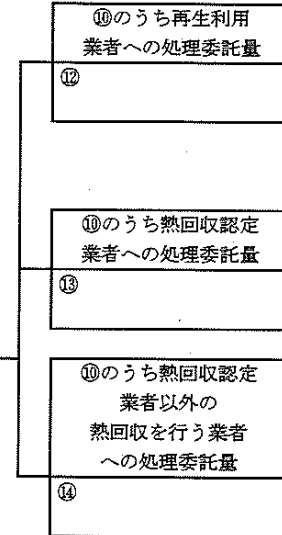 ⑩のうち再生利用
業者への処理委託量
⑫
⑩のうち熱回収認定
業者への処理委託量
⑬
⑩のうち熱回収認定
業者以外の
熱回収を行う業者
への処理委託量
⑭